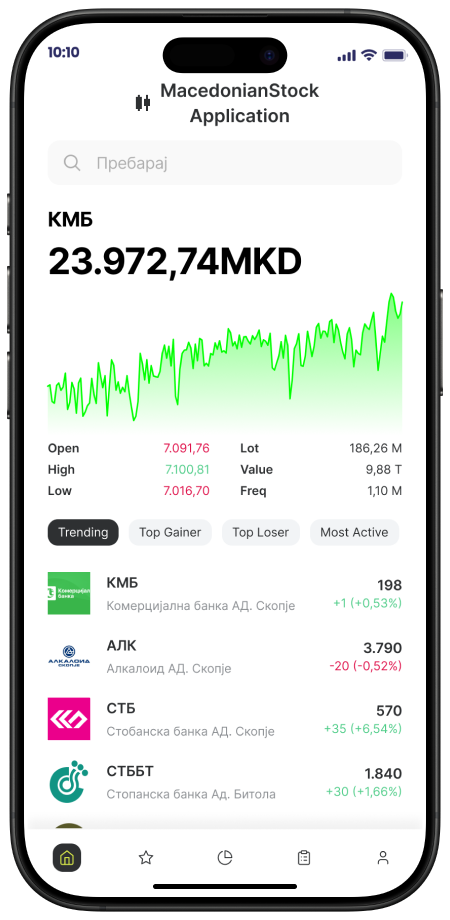 10:10
MacedonianStock
Application
Пребарај
КМБ
23.972,74MKD
Open 7.091,76 Lot 186,26 M
High 7.100,81 Value 9,88 T
Low 7.016,70 Freq 1,10 M
Trending Top Gainer Top Loser Most Active
Комерцијал
банка
КМБ 198
Комерцијална банка АД. Скопје +1 (+0,53%)
АЛКАЛОИД
СКОПЈЕ
АЛК 3.790
Алкалоид АД. Скопје -20 (-0,52%)
СТБ 570
Стобанска банка АД. Скопје +35 (+6,54%)
СТББТ 1.840
Стопанска банка Ад. Битола +30 (+1,66%)